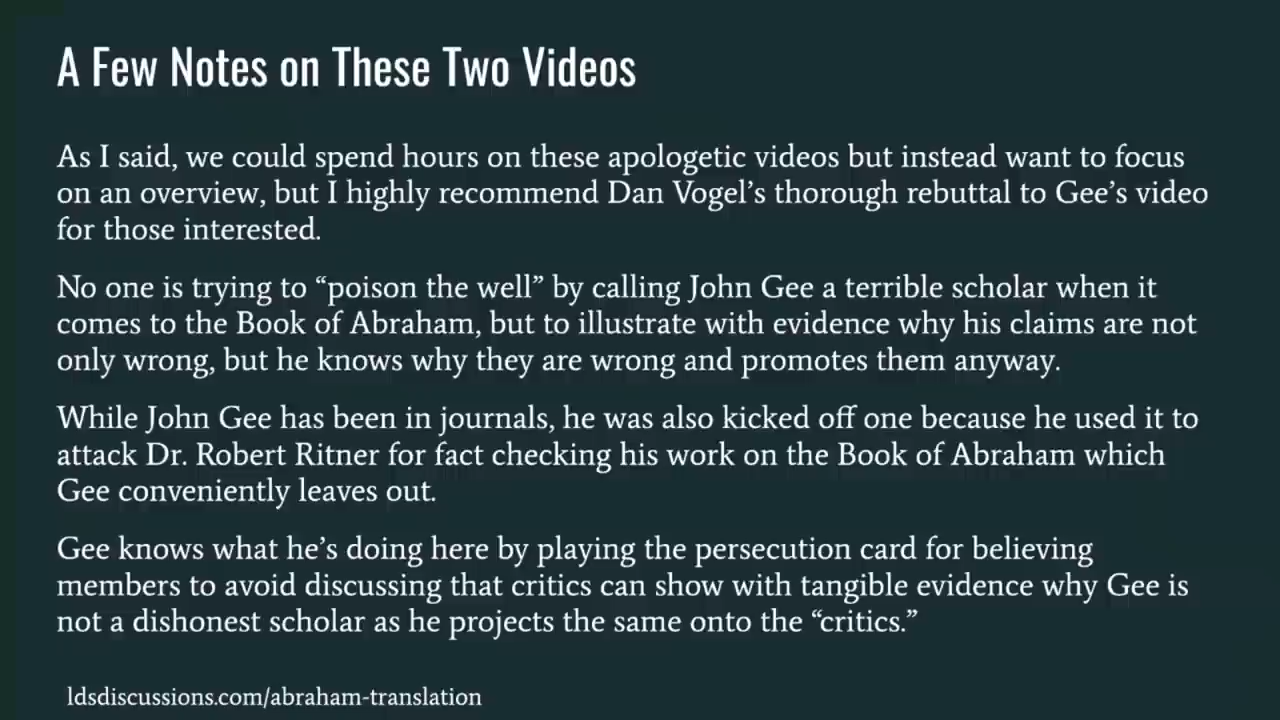 A Few Notes on These Two Videos
As I said, we could spend hours on these apologetic videos but instead want to focus
on an overview, but I highly recommend Dan Vogel’s thorough rebuttal to Gee’s video
for those interested.
No one is trying to “poison the well” by calling John Gee a terrible scholar when it
comes to the Book of Abraham, but to illustrate with evidence why his claims are not
only wrong, but he knows why they are wrong and promotes them anyway.
While John Gee has been in journals, he was also kicked off one because he used it to
attack Dr. Robert Ritner for fact checking his work on the Book of Abraham which
Gee conveniently leaves out.
Gee knows what he’s doing here by playing the persecution card for believing
members to avoid discussing that critics can show with tangible evidence why Gee is
not a dishonest scholar as he projects the same onto the “critics.”
ldsdiscussions.com/abraham-translation